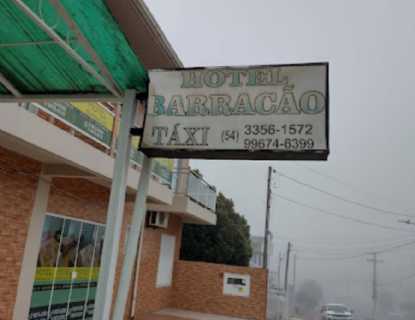 HOTEL
BARRACÃO
TÁXI (54) 3356-1572
99674-6399